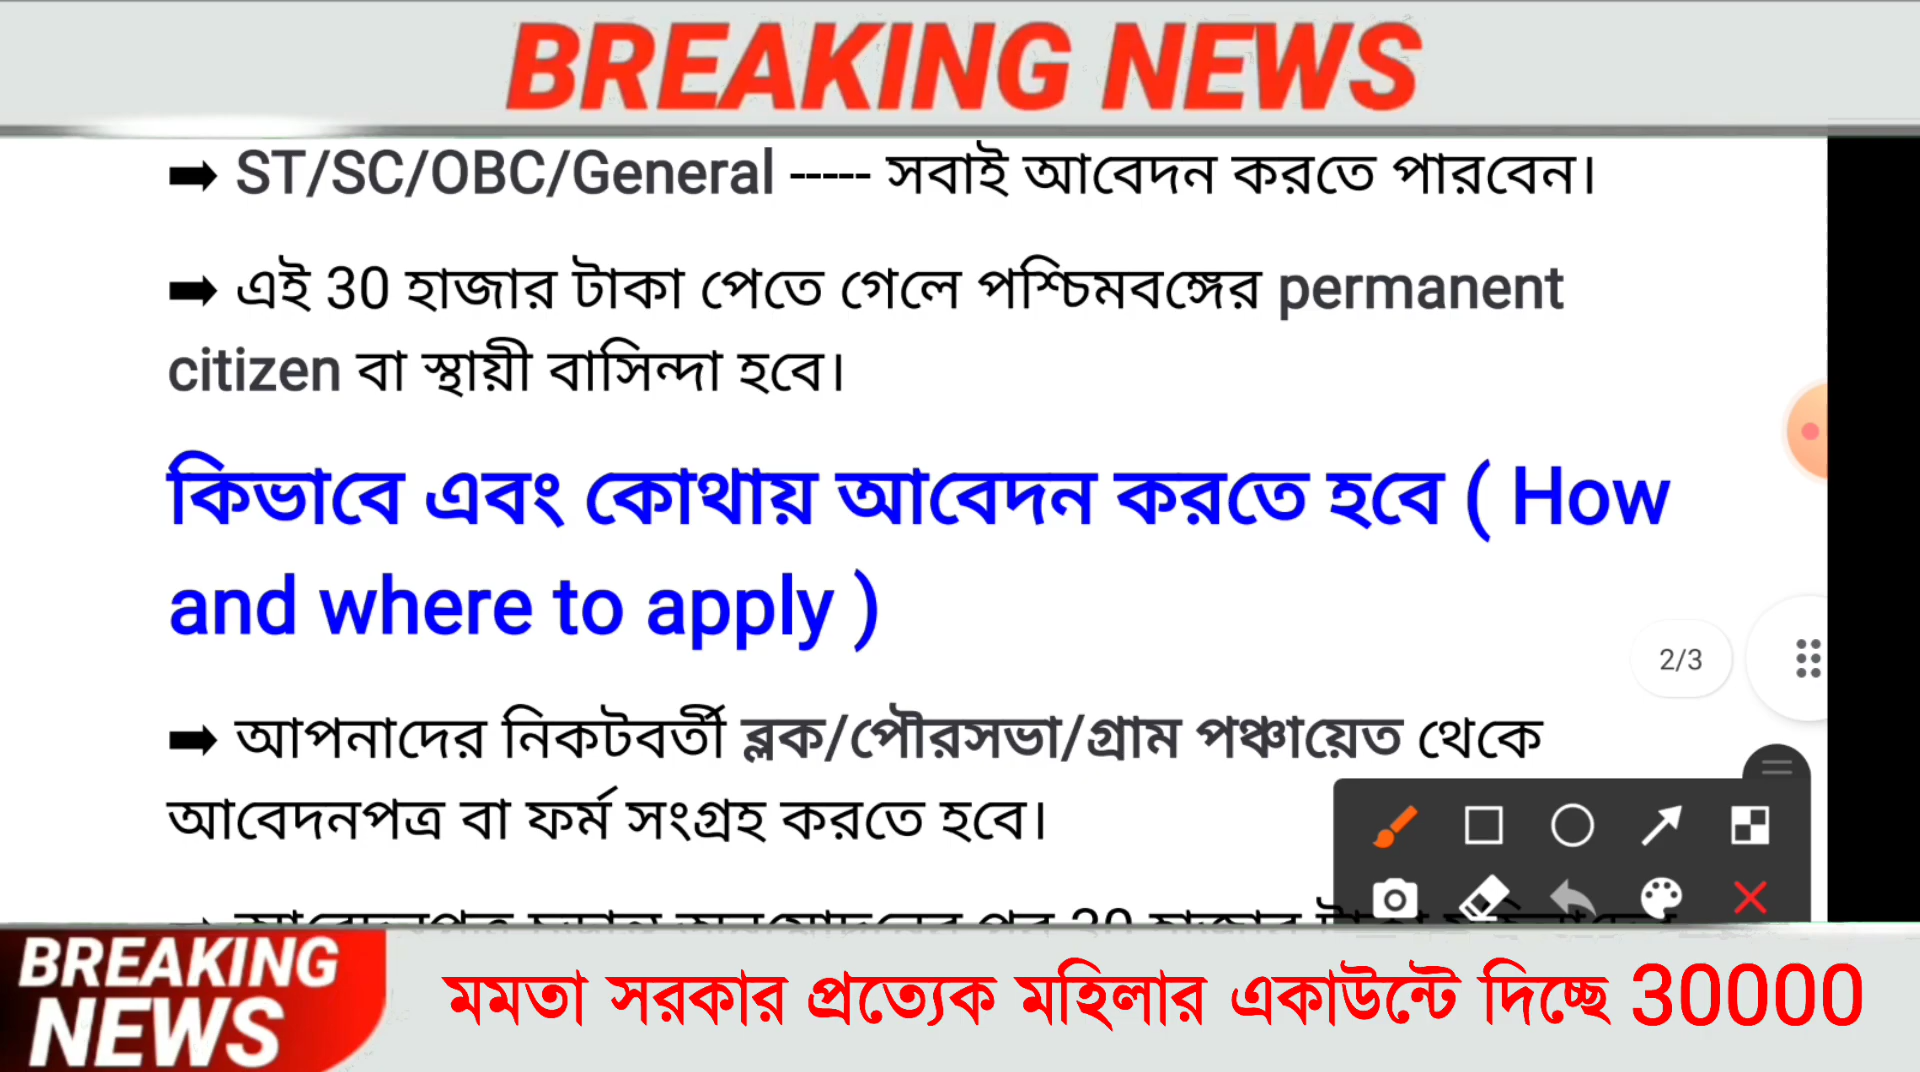 BREAKING NEWS
➡ ST/SC/OBC/General ----- সবাই আবেদন করতে পারবেন।
➡ এই 30 হাজার টাকা পেতে গেলে পশ্চিমবঙ্গের permanent
citizen বা স্থায়ী বাসিন্দা হবে।
কিভাবে এবং কোথায় আবেদন করতে হবে ( How
and where to apply )
2/3
➡ আপনাদের নিকটবর্তী ব্লক/পৌরসভা/গ্রাম পঞ্চায়েত থেকে
আবেদনপত্র বা ফর্ম সংগ্রহ করতে হবে।
BREAKING
NEWS
মমতা সরকার প্রত্যেক মহিলার একাউন্টে দিচ্ছে 30000